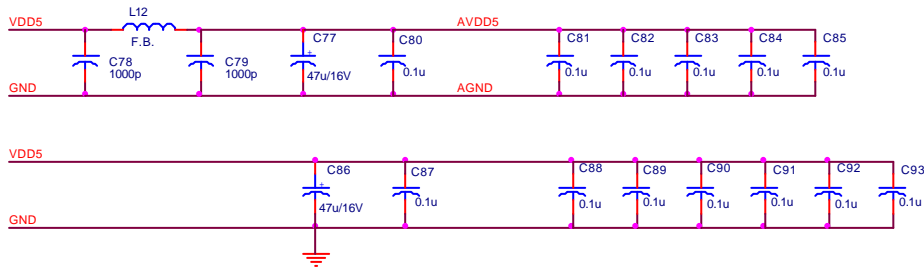 L12
VDD5
AVDD5
F.B.
C78
1000p
C79
1000p
C77
+
47u/16V
C80
0.1u
C81
0.1u
C82
0.1u
C83
0.1u
C84
0.1u
C85
0.1u
GND
AGND
VDD5
C86
+
47u/16V
C87
0.1u
C88
0.1u
C89
0.1u
C90
0.1u
C91
0.1u
C92
0.1u
C93
0.1u
GND